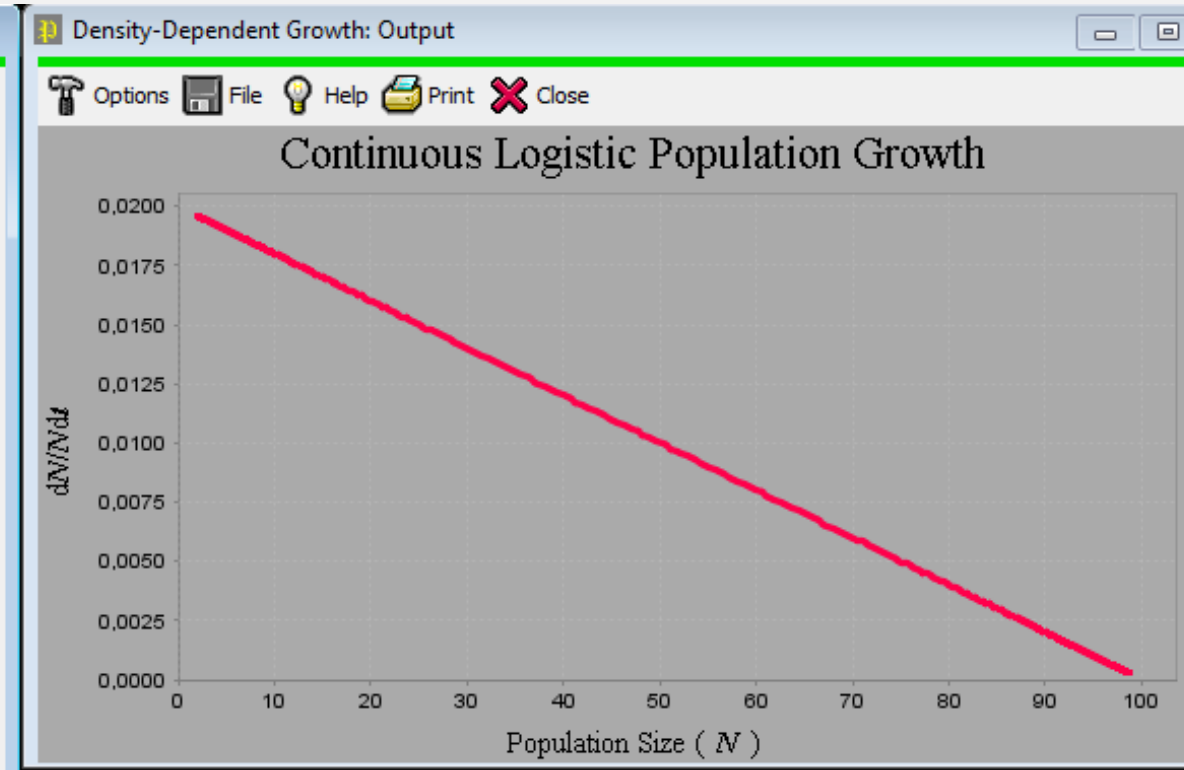 Density-Dependent Growth: Output
Options File Help Print Close
Continuous Logistic Population Growth
0,0200
0,0175
0,0150
0,0125
0,0100
0,0075
0,0050
0,0025
0,0000
dN/Ndt
0 10 20 30 40 50 60 70 80 90 100
Population Size ( N )